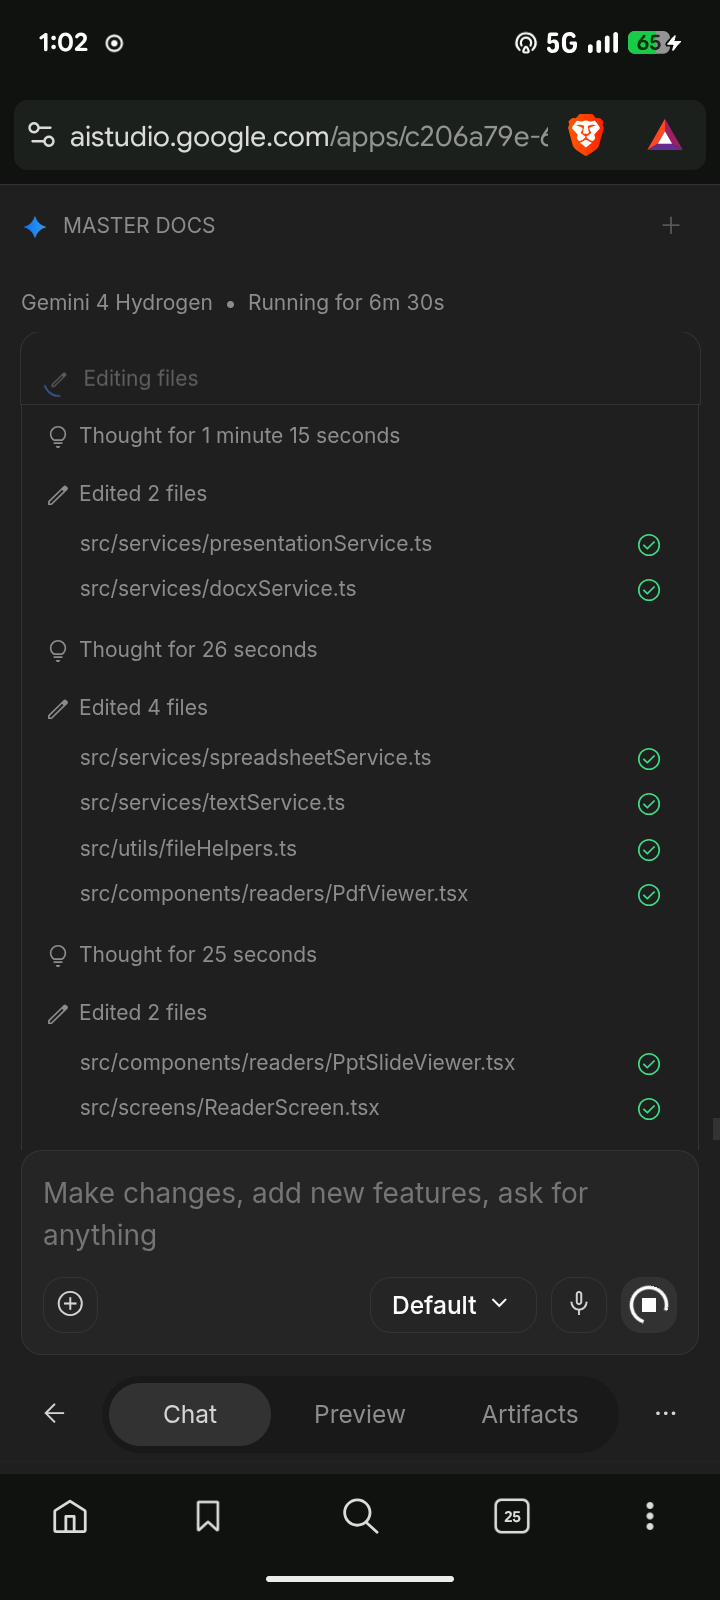 1:02
5G
65
aistudio.google.com/apps/c206a79e-6
MASTER DOCS
Gemini 4 Hydrogen • Running for 6m 30s
Editing files
Thought for 1 minute 15 seconds
Edited 2 files
src/services/presentationService.ts
src/services/docxService.ts
Thought for 26 seconds
Edited 4 files
src/services/spreadsheetService.ts
src/services/textService.ts
src/utils/fileHelpers.ts
src/components/readers/PdfViewer.tsx
Thought for 25 seconds
Edited 2 files
src/components/readers/PptSlideViewer.tsx
src/screens/ReaderScreen.tsx
Make changes, add new features, ask for
anything
Default
Chat
Preview
Artifacts
25